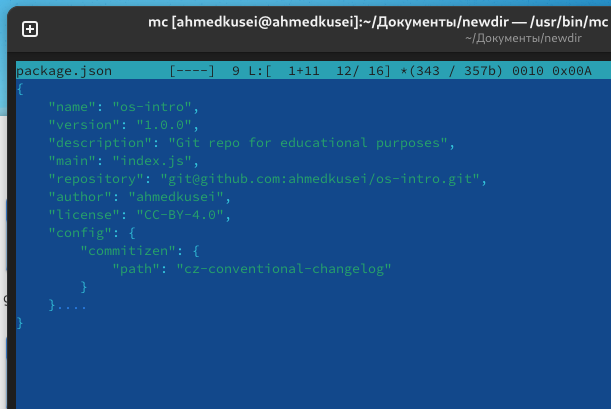 mc [ahmedkusei@ahmedkusei]:~/Документы/newdir — /usr/bin/mc
~/Документы/newdir
package.json       [----]  9 L:[  1+11  12/ 16] *(343 / 357b) 0010 0x00A
{
    "name": "os-intro",
    "version": "1.0.0",
    "description": "Git repo for educational purposes",
    "main": "index.js",
    "repository": "git@github.com:ahmedkusei/os-intro.git",
    "author": "ahmedkusei",
    "license": "CC-BY-4.0",
    "config": {
        "commitizen": {
            "path": "cz-conventional-changelog"
        }
    }....
}